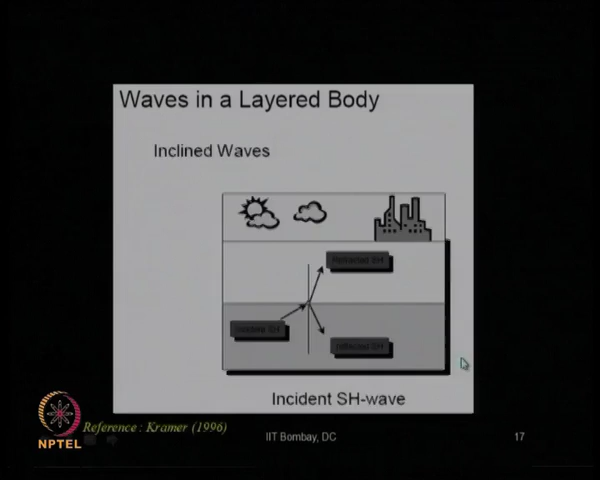 Waves in a Layered Body
Inclined Waves
Refracted SH
Incident SH
Reflected SH
Incident SH-wave
Reference : Kramer (1996)
NPTEL
IIT Bombay, DC
17